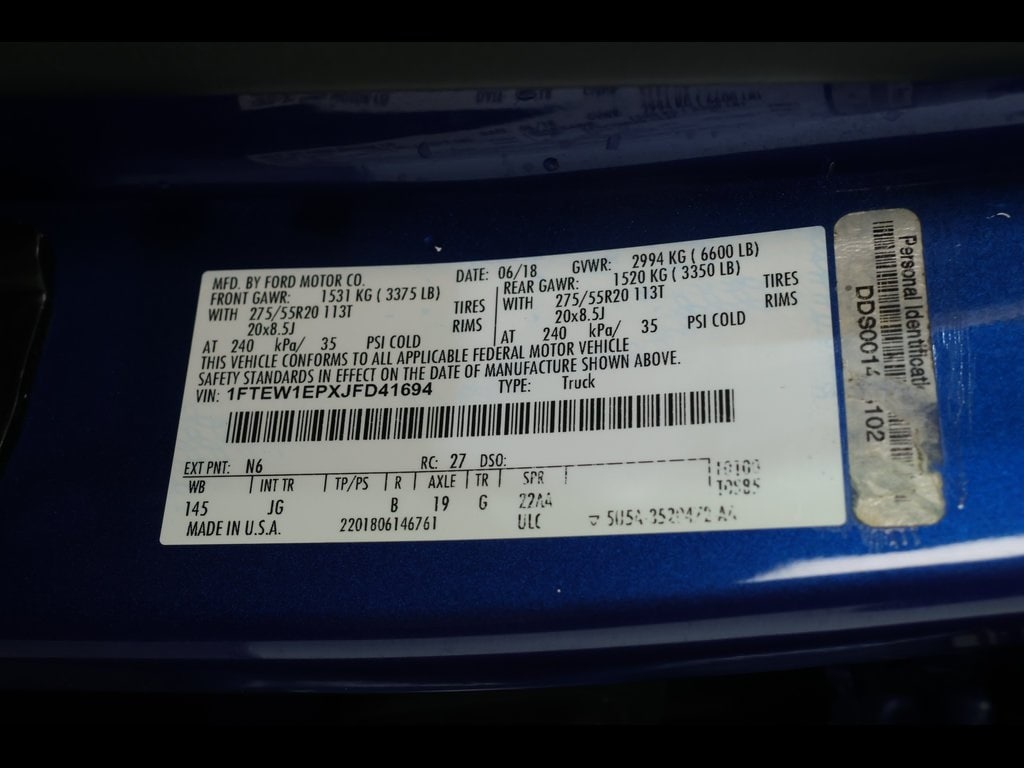 MFD. BY FORD MOTOR CO. DATE: 06/18 GVWR: 2994 KG ( 6600 LB)
FRONT GAWR: 1531 KG ( 3375 LB) REAR GAWR: 1520 KG ( 3350 LB)
WITH 275/55R20 113T TIRES WITH 275/55R20 113T TIRES
20x8.5J RIMS 20x8.5J RIMS
AT 240 kPa/ 35 PSI COLD AT 240 kPa/ 35 PSI COLD
THIS VEHICLE CONFORMS TO ALL APPLICABLE FEDERAL MOTOR VEHICLE
SAFETY STANDARDS IN EFFECT ON THE DATE OF MANUFACTURE SHOWN ABOVE.
VIN: 1FTEW1EPXJFD41694 TYPE: Truck
EXT PNT: N6 RC: 27 DSO:
WB INT TR TP/PS R AXLE TR SPR
145 JG B 19 G 22AA
MADE IN U.S.A. 2201806146761 ULC
Personal Identificati